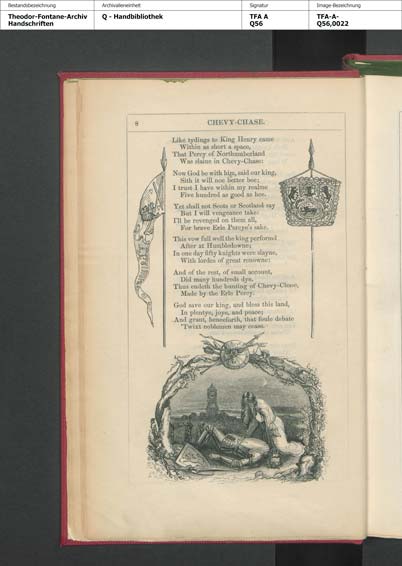 Bestandsbezeichnung
Theodor-Fontane-Archiv
Handschriften
Archivalieneinheit
Q - Handbibliothek
Signatur
TFA A
Q56
Image-Bezeichnung
TFA-A-
Q56,0022
8
CHEVY-CHASE.
Like tydings to King Henry came
Within as short a space,
That Percy of Northumberland
Was slaine in Chevy-Chase:
Now God be with him, said our king,
Sith it will noe better bee;
I trust I have within my realme
Five hundred as good as hee.
Yet shall not Scots or Scotland say
But I will vengeance take:
I'll be revenged on them all,
For brave Erle Percye's sake.
This vow full well the king performed
After at Humbledowne;
In one day fifty knights were slayne,
With lordes of great renowne:
And of the rest, of small account,
Did many hundreds dye,
Thus endeth the hunting of Chevy-Chase,
Made by the Erle Percy.
God save our king, and bless this land,
In plentye, joye, and peace;
And grant, henceforth, that foule debate
'Twixt noblemen may cease.